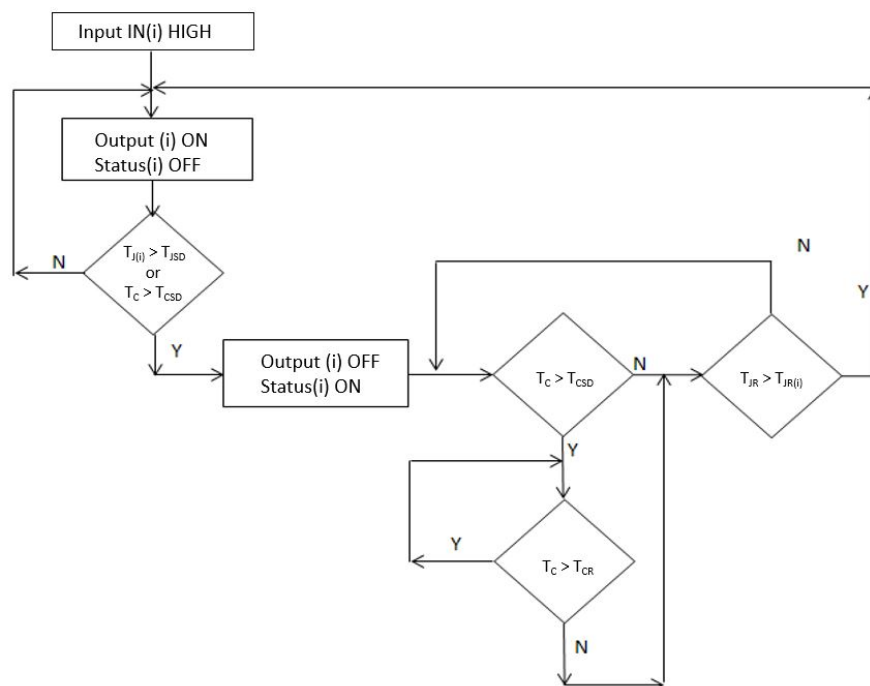 Input IN(i) HIGH
Output (i) ON
Status(i) OFF
T_J(i) > T_JSD
or
T_C > T_CSD
N
Y
Output (i) OFF
Status(i) ON
T_C > T_CSD
N
Y
T_JR > T_JR(i)
N
Y
T_C > T_CR
Y
N